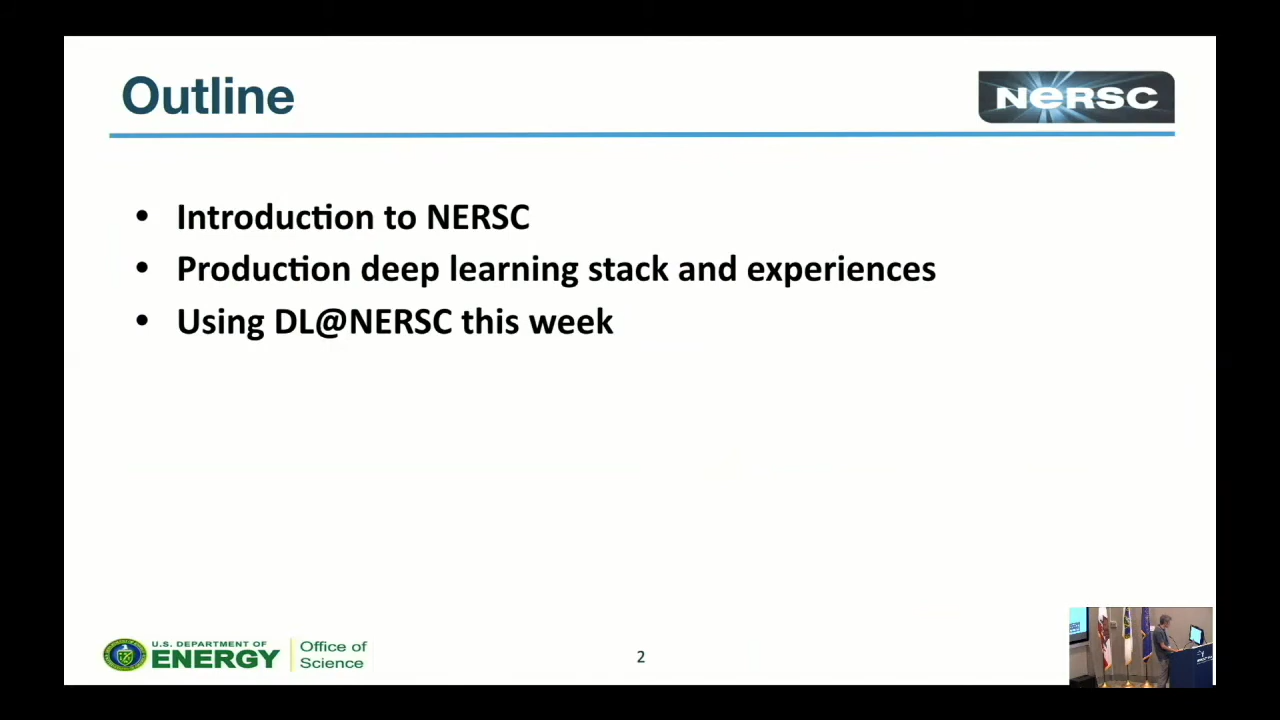 Outline
NERSC
• Introduction to NERSC
• Production deep learning stack and experiences
• Using DL@NERSC this week
U.S. DEPARTMENT OF
ENERGY
Office of
Science
2